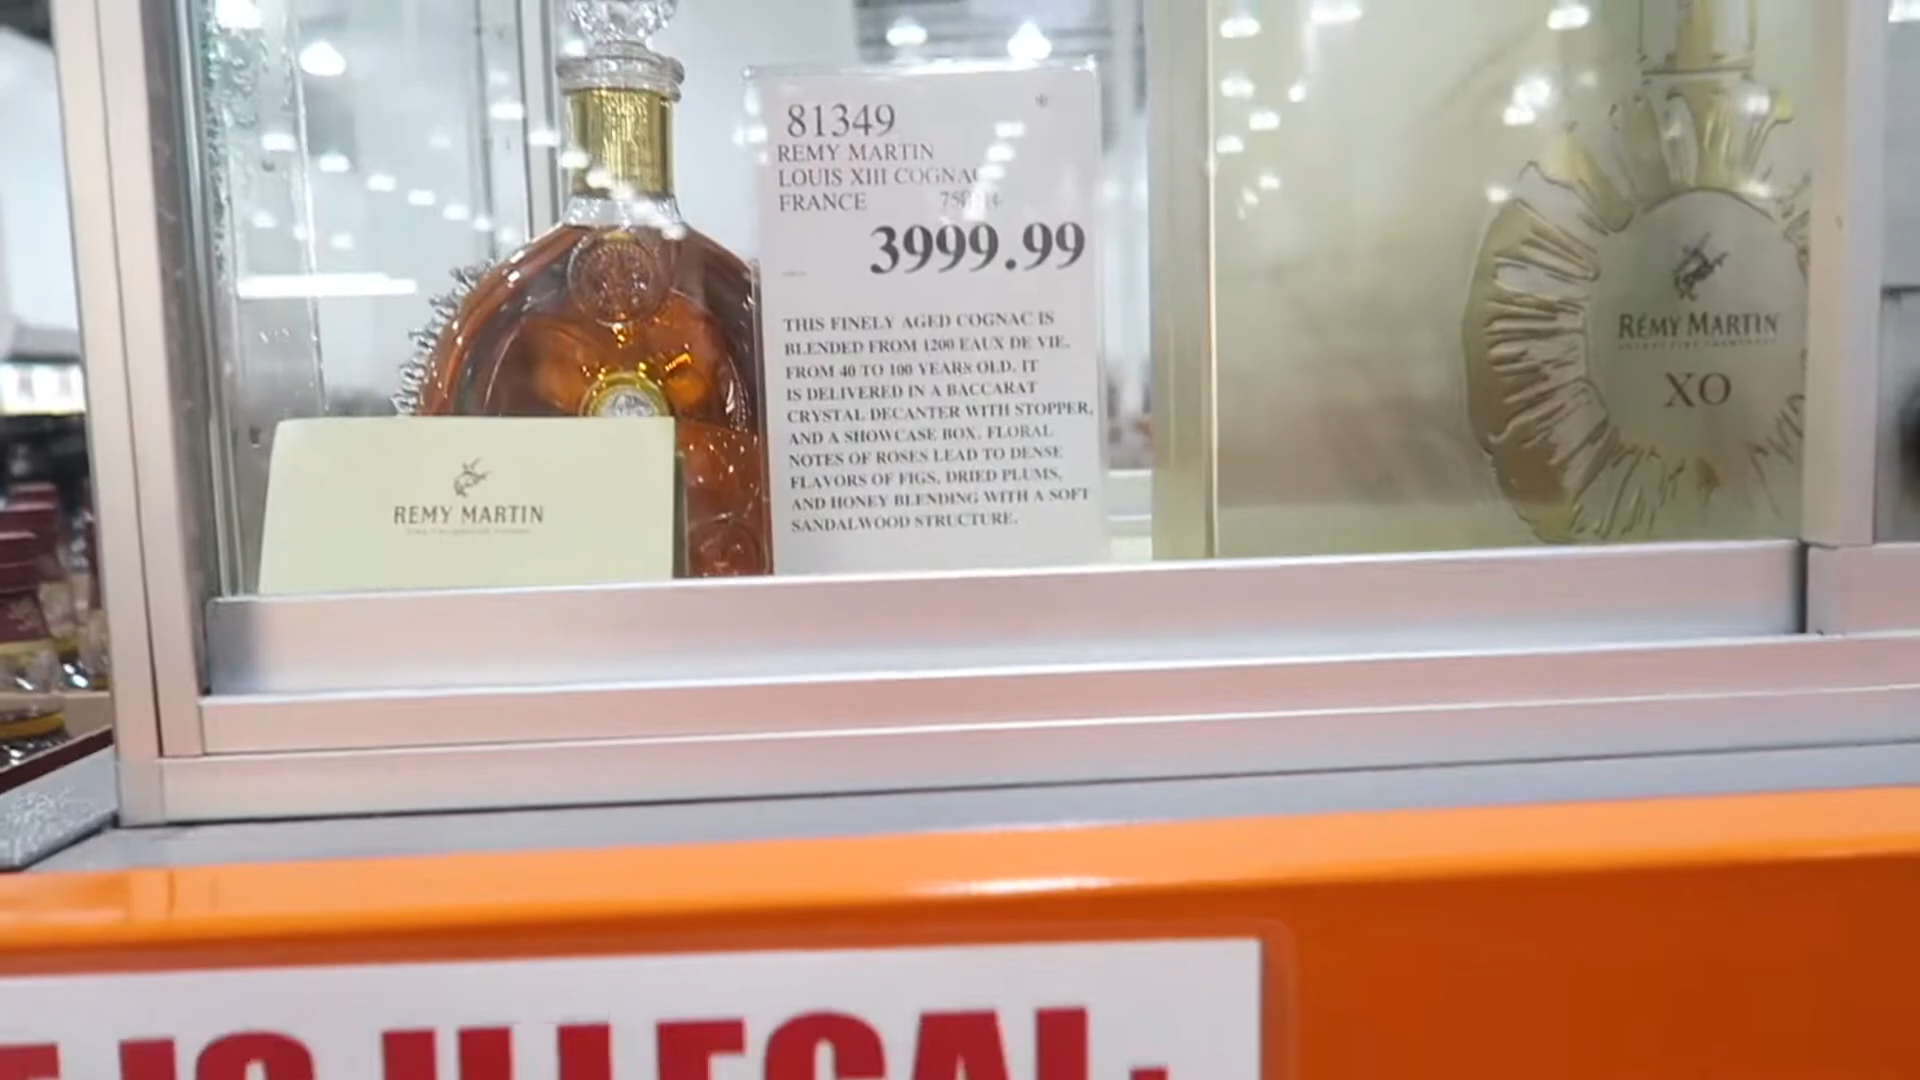 81349
*
REMY MARTIN
LOUIS XIII COGNAC
FRANCE
3999.99
THIS FINELY AGED COGNAC IS
BLENDED FROM 1200 EAUX DE VIE.
FROM 40 TO 100 YEARS OLD. IT
IS DELIVERED IN A BACCARAT
CRYSTAL DECANTER WITH STOPPER,
AND A SHOWCASE BOX. FLORAL
NOTES OF ROSES LEAD TO DENSE
FLAVORS OF FIGS, DRIED PLUMS,
AND HONEY BLENDING WITH A SOFT
SANDALWOOD STRUCTURE.
REMY MARTIN
RÉMY MARTIN
XO
IS ILLEGAL